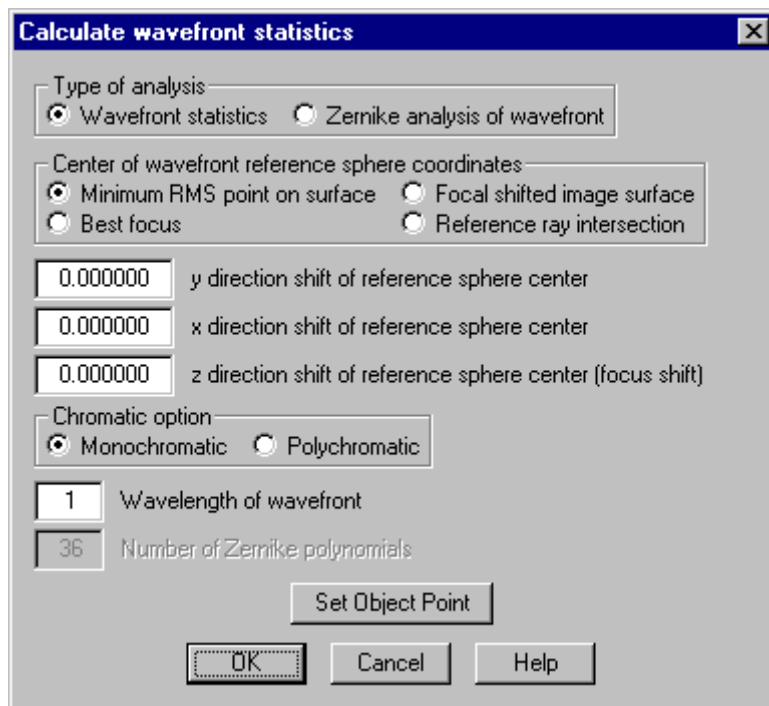 Calculate wavefront statistics
Type of analysis
Wavefront statistics Zernike analysis of wavefront
Center of wavefront reference sphere coordinates
Minimum RMS point on surface Focal shifted image surface
Best focus Reference ray intersection
0.000000 y direction shift of reference sphere center
0.000000 x direction shift of reference sphere center
0.000000 z direction shift of reference sphere center (focus shift)
Chromatic option
Monochromatic Polychromatic
1 Wavelength of wavefront
36 Number of Zernike polynomials
Set Object Point
OK Cancel Help